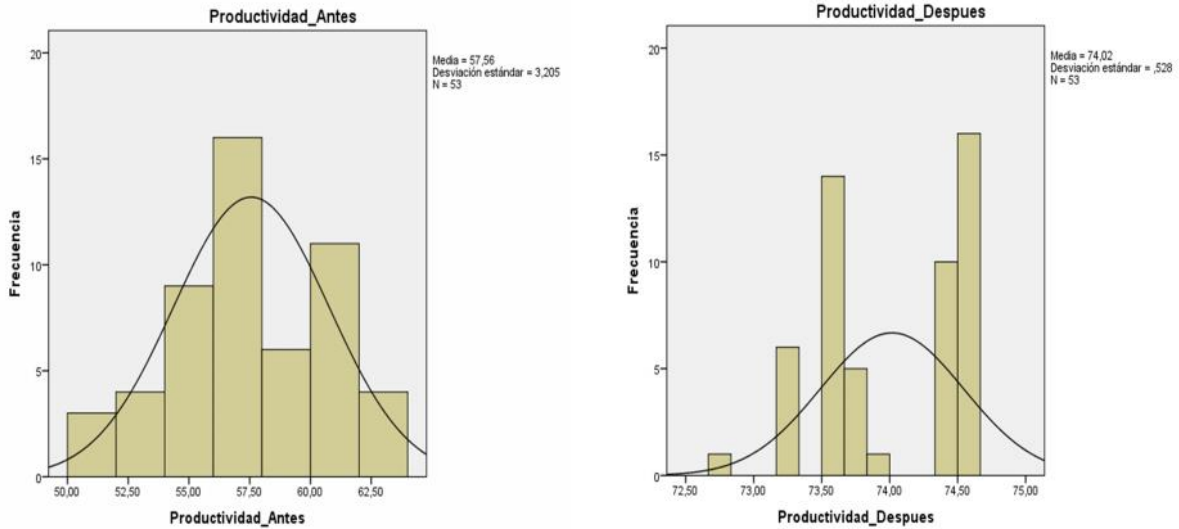 Productividad_Antes
Media = 57,56
Desviación estándar = 3,205
N = 53
20
15
10
5
0
Frecuencia
50,00 52,50 55,00 57,50 60,00 62,50
Productividad_Antes
Productividad_Despues
Media = 74,02
Desviación estándar = ,528
N = 53
20
15
10
5
0
Frecuencia
72,50 73,00 73,50 74,00 74,50 75,00
Productividad_Despues